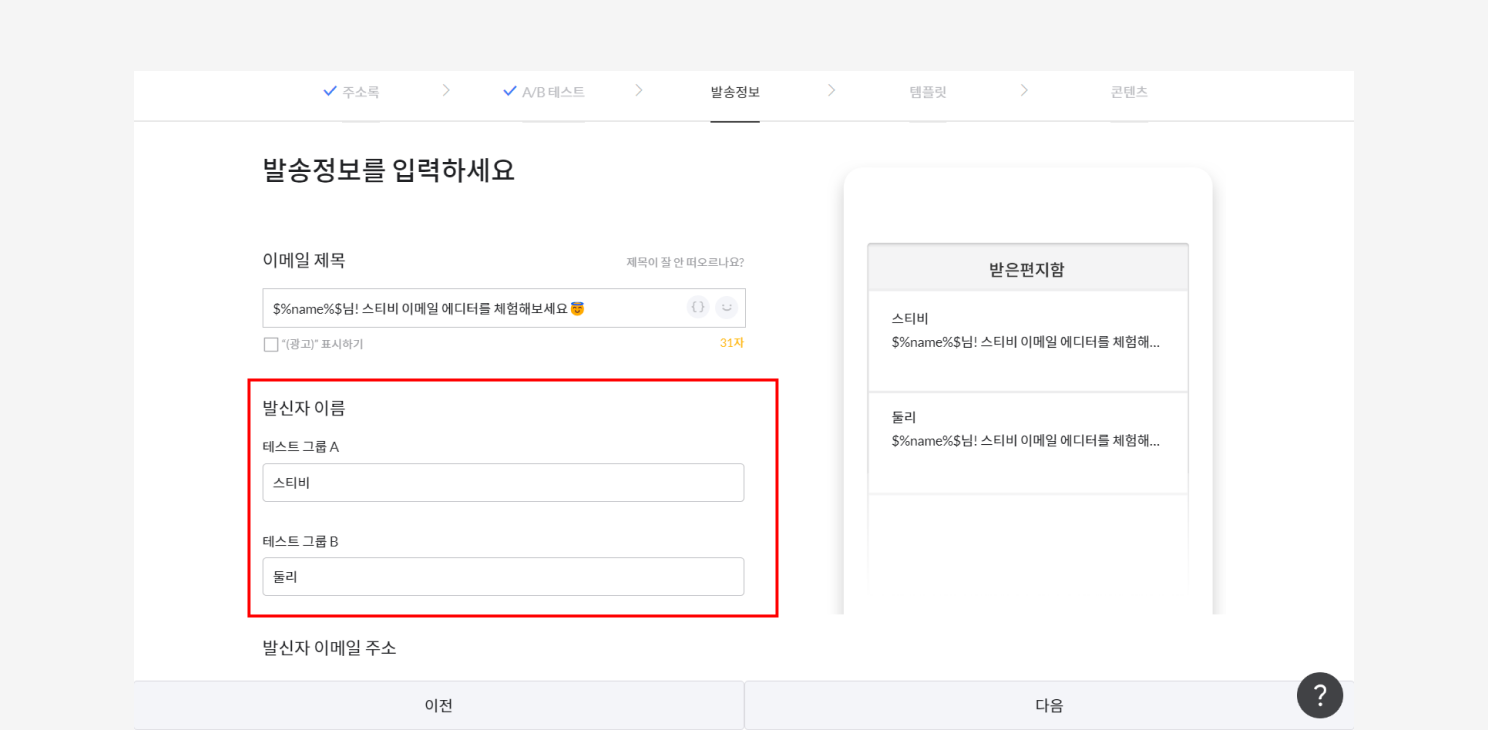 주소록
A/B 테스트
발송정보
템플릿
콘텐츠
발송정보를 입력하세요
이메일 제목
제목이 잘 안 떠오르나요?
$%name%$님! 스티비 이메일 에디터를 체험해보세요😇
{}
"(광고)" 표시하기
31자
발신자 이름
테스트 그룹 A
스티비
테스트 그룹 B
둘리
발신자 이메일 주소
받은편지함
스티비
$%name%$님! 스티비 이메일 에디터를 체험해...
둘리
$%name%$님! 스티비 이메일 에디터를 체험해...
이전
다음
?